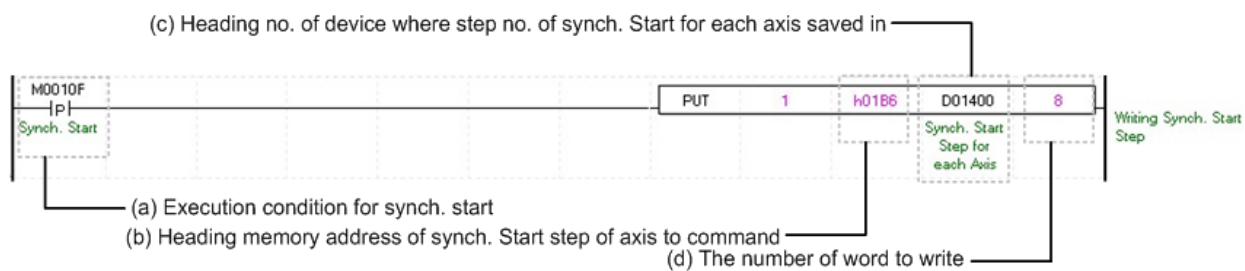 (c) Heading no. of device where step no. of synch. Start for each axis saved in
M0010F
P
Synch. Start
PUT 1 h01B6 D01400 8
Synch. Start
Step for
each Axis
Writing Synch. Start
Step
(a) Execution condition for synch. start
(b) Heading memory address of synch. Start step of axis to command
(d) The number of word to write